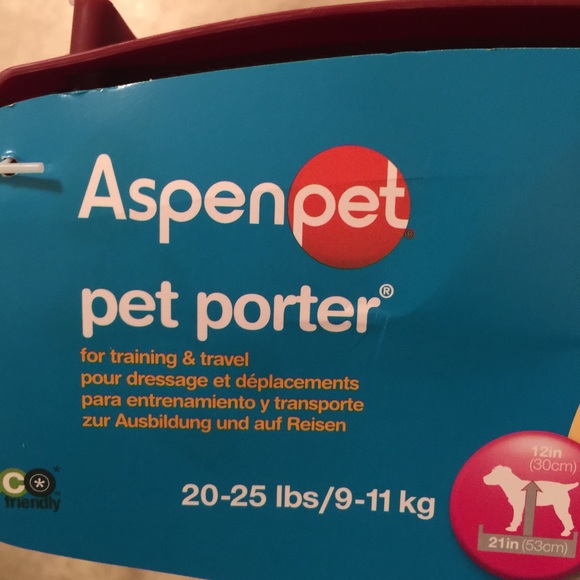 Aspenpet®
pet porter®
for training & travel
pour dressage et déplacements
para entrenamiento y transporte
zur Ausbildung und auf Reisen
20-25 lbs/9-11 kg
12in
(30cm)
21in (53cm)
CO
friendly